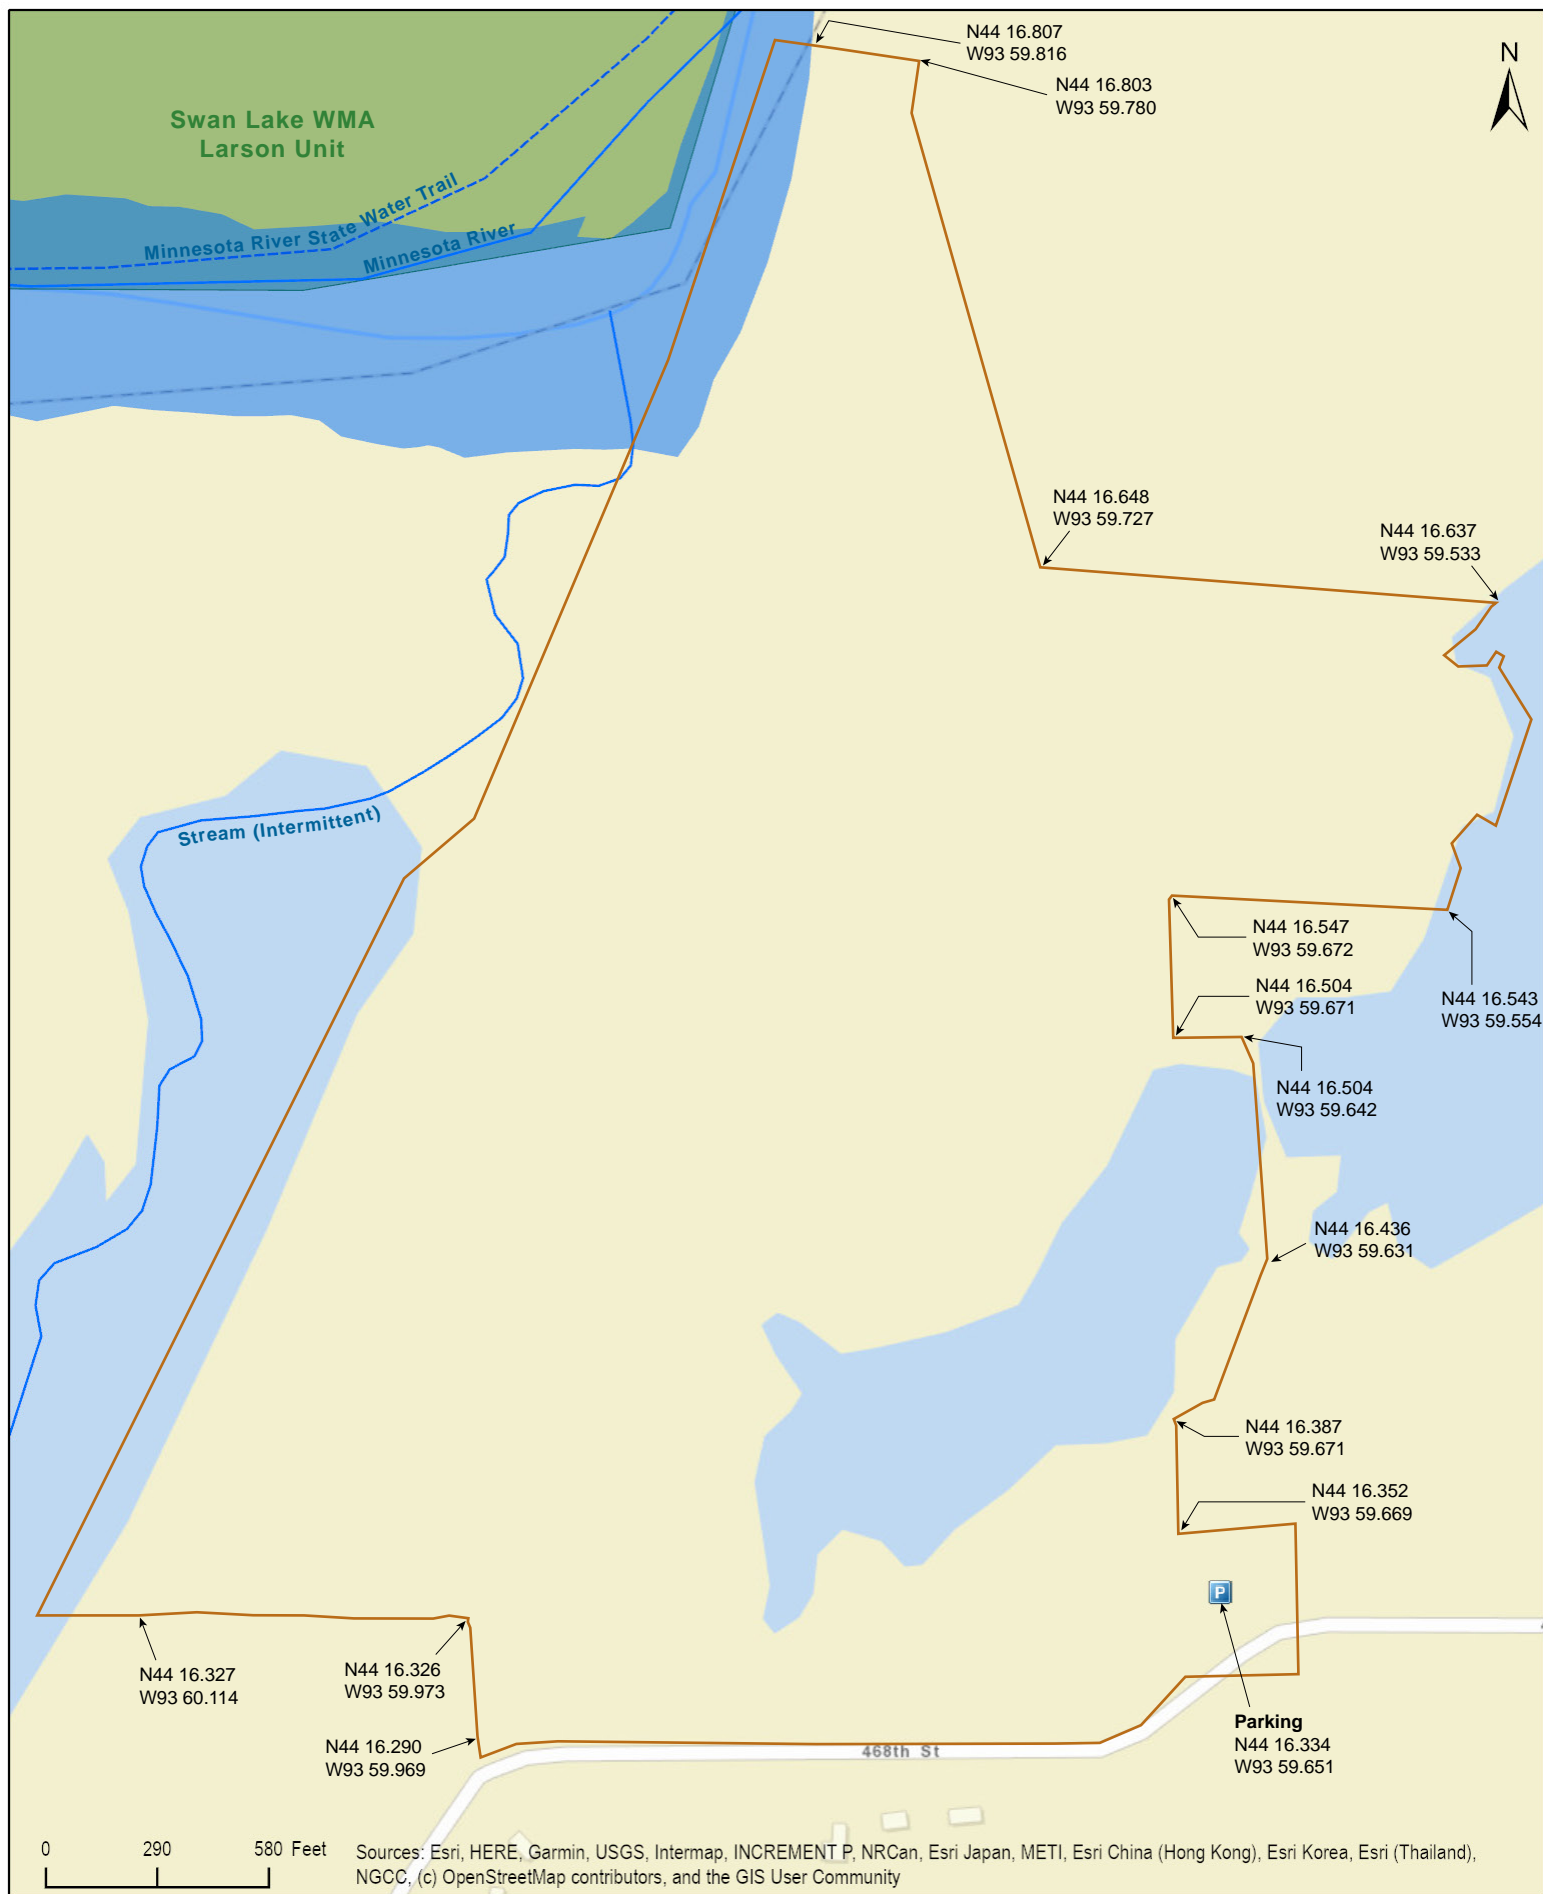 N44 16.807
W93 59.816
N44 16.803
W93 59.780
N
Swan Lake WMA
Larson Unit
Minnesota River State Water Trail
Minnesota River
N44 16.648
W93 59.727
N44 16.637
W93 59.533
Stream (Intermittent)
N44 16.547
W93 59.672
N44 16.504
W93 59.671
N44 16.543
W93 59.554
N44 16.504
W93 59.642
N44 16.436
W93 59.631
N44 16.387
W93 59.671
N44 16.352
W93 59.669
P
N44 16.327
W93 60.114
N44 16.326
W93 59.973
Parking
N44 16.334
W93 59.651
N44 16.290
W93 59.969
468th St
0 290 580 Feet
Sources: Esri, HERE, Garmin, USGS, Intermap, INCREMENT P, NRCan, Esri Japan, METI, Esri China (Hong Kong), Esri Korea, Esri (Thailand),
NGCC, (c) OpenStreetMap contributors, and the GIS User Community